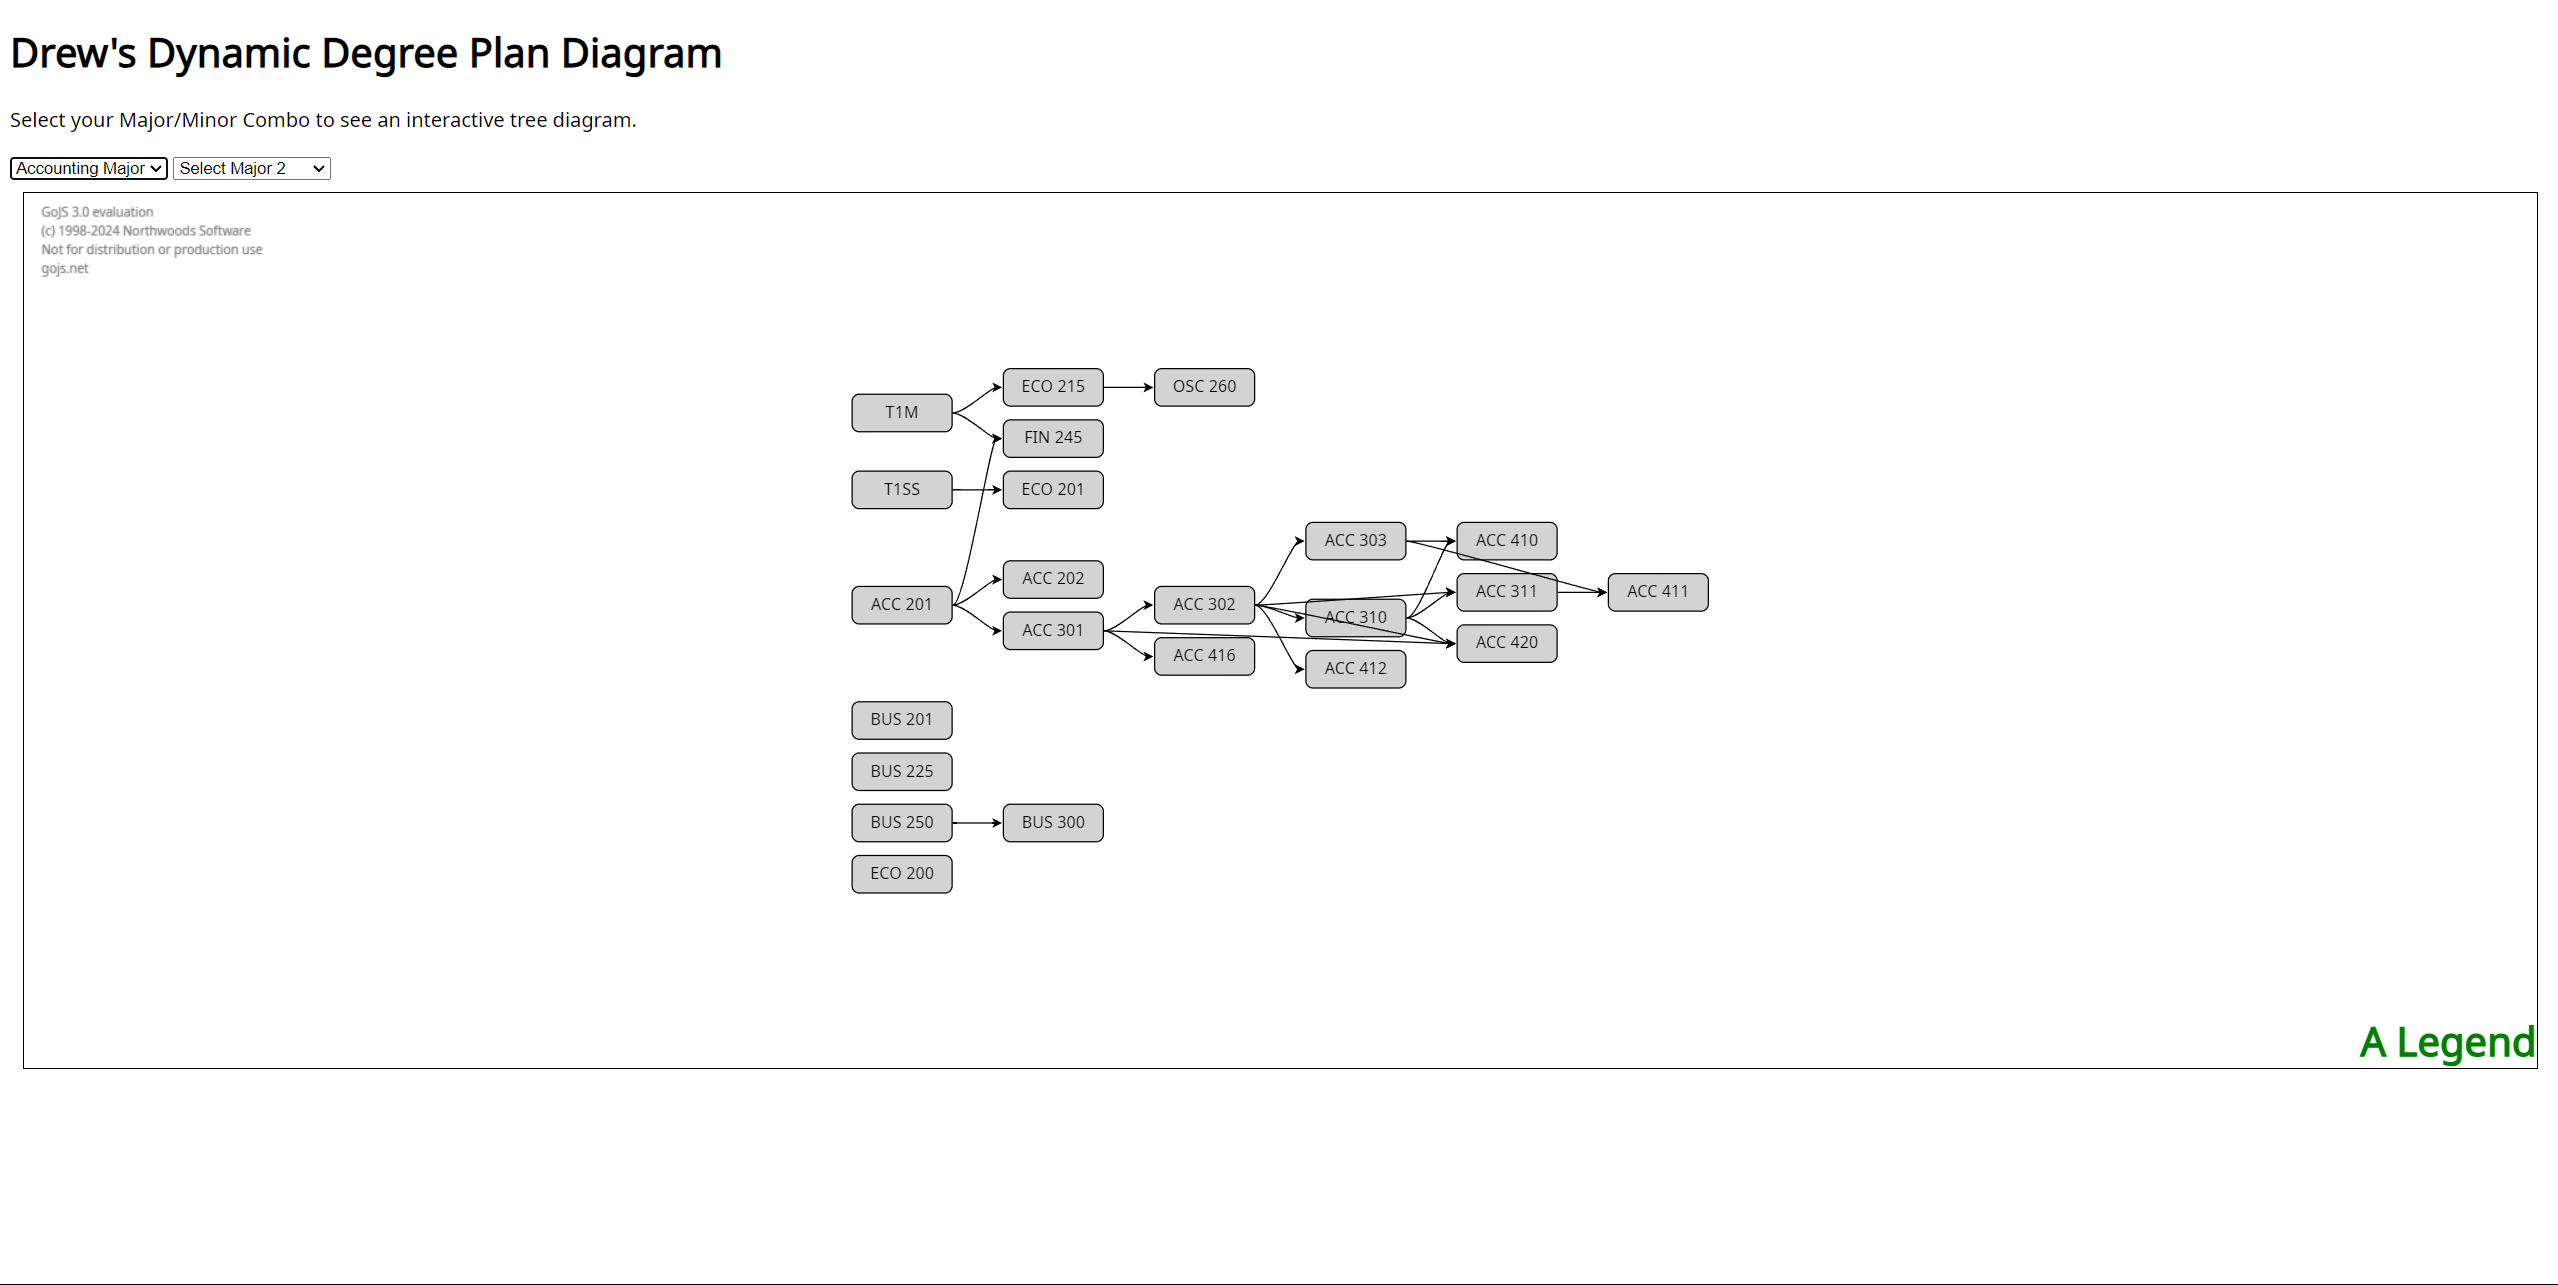 Drew's Dynamic Degree Plan Diagram
Select your Major/Minor Combo to see an interactive tree diagram.
Accounting Major Select Major 2
GoJS 3.0 evaluation
(c) 1998-2024 Northwoods Software
Not for distribution or production use
gojs.net
ECO 215
OSC 260
T1M
FIN 245
T1SS
ECO 201
ACC 303
ACC 410
ACC 202
ACC 311
ACC 411
ACC 201
ACC 302
ACC 310
ACC 301
ACC 420
ACC 416
ACC 412
BUS 201
BUS 225
BUS 250
BUS 300
ECO 200
A Legend